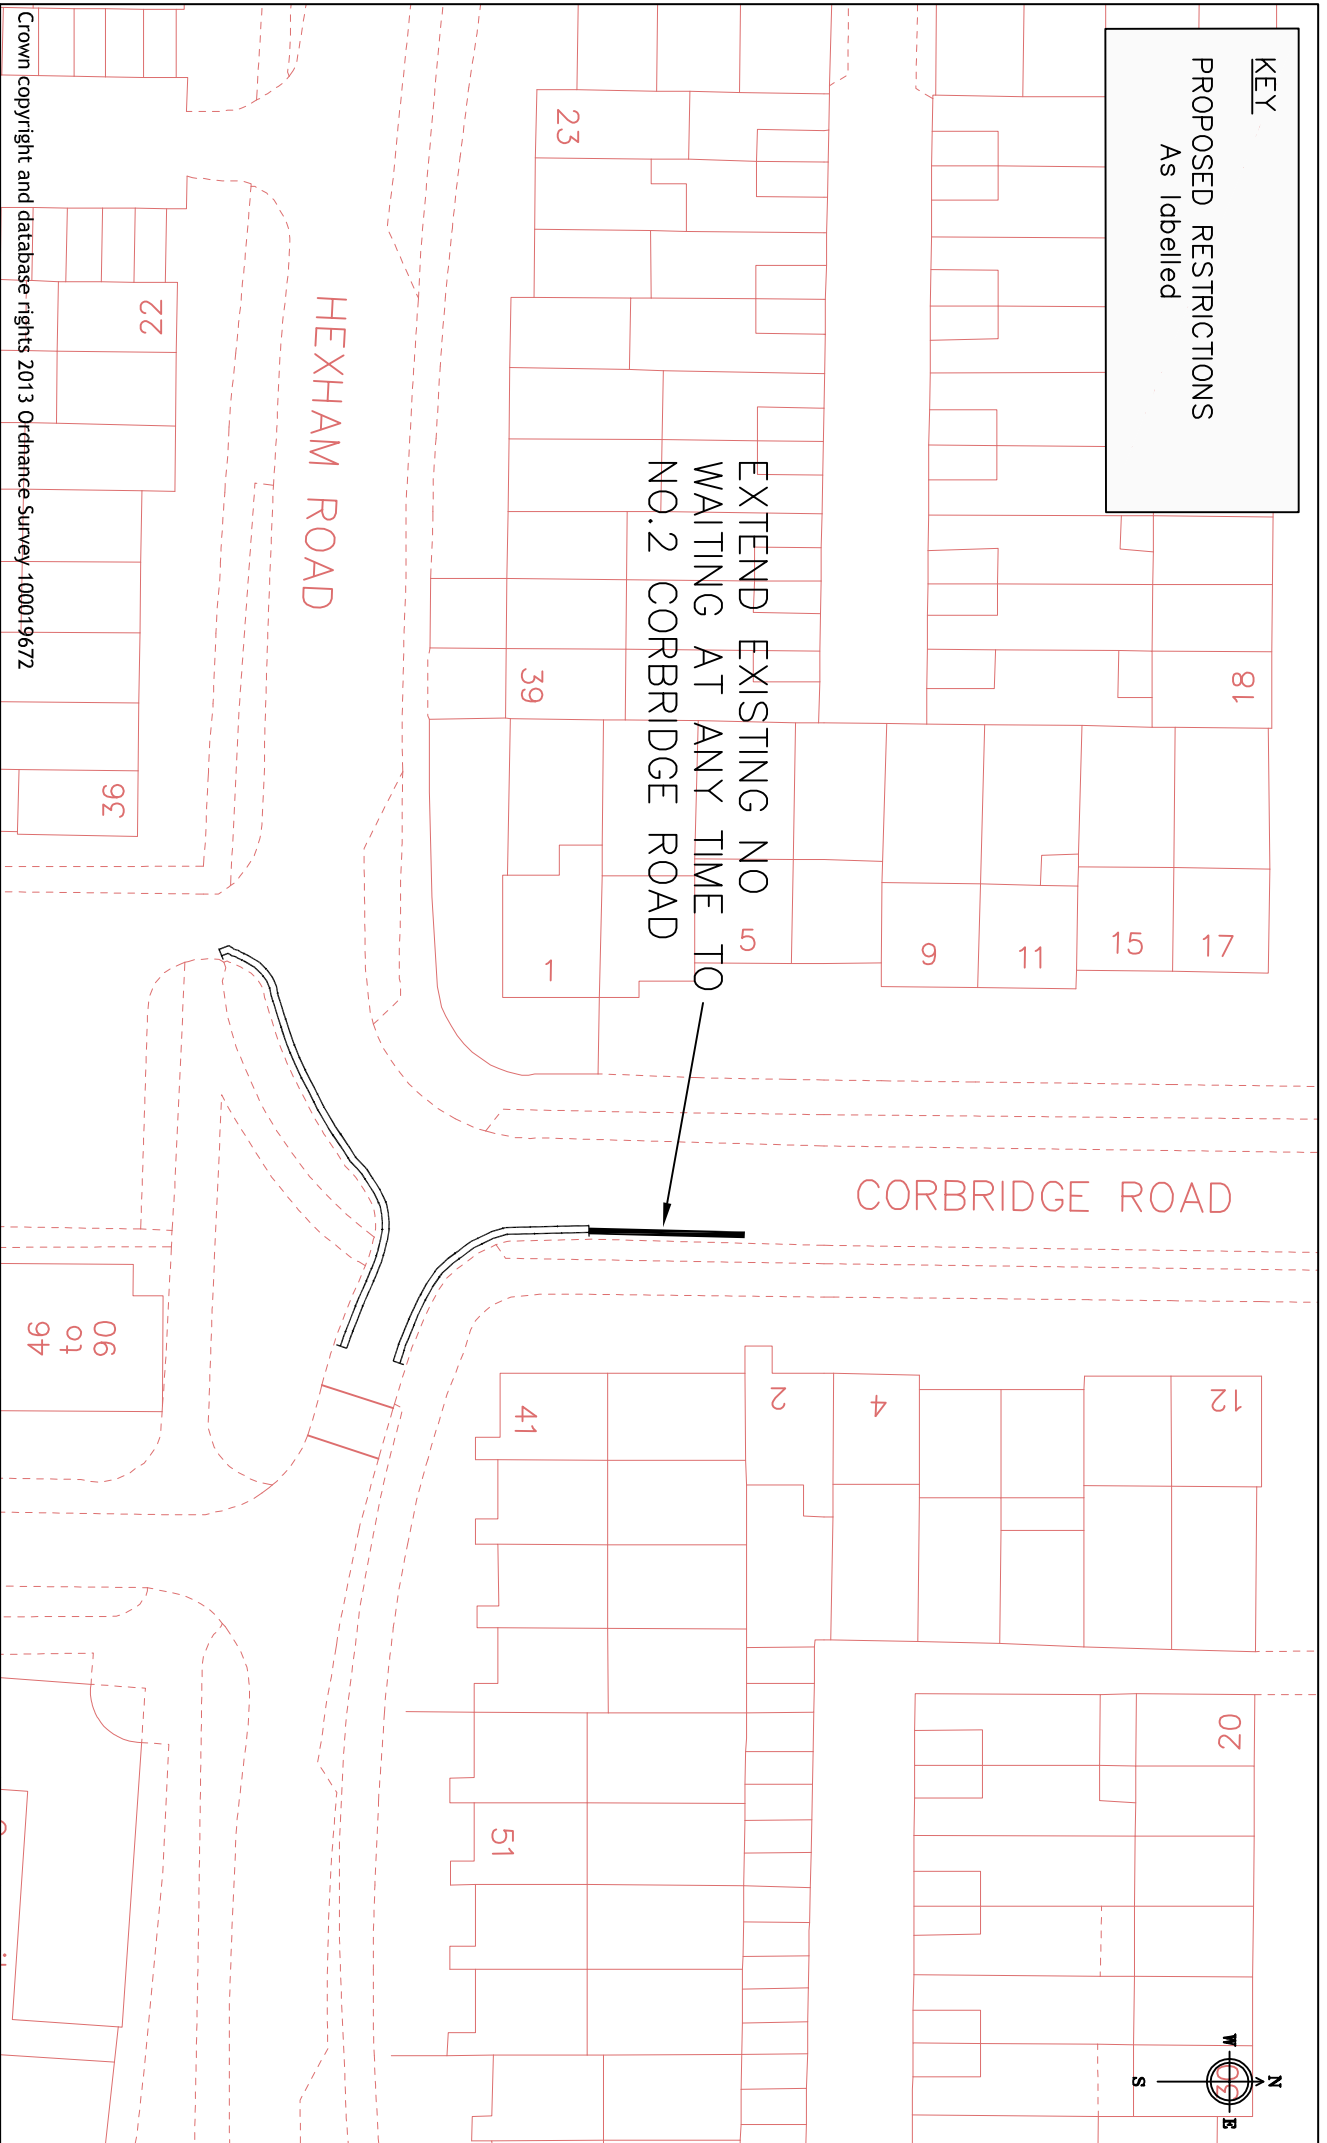 KEY
PROPOSED RESTRICTIONS
As labelled
EXTEND EXISTING NO
WAITING AT ANY TIME TO
NO.2 CORBRIDGE ROAD
HEXHAM ROAD
CORBRIDGE ROAD
18
23
39
22
36
1
5
9
11
15
17
2
4
12
41
51
20
30
90
to
46
N
W
E
S
Crown copyright and database rights 2013 Ordnance Survey 100019672